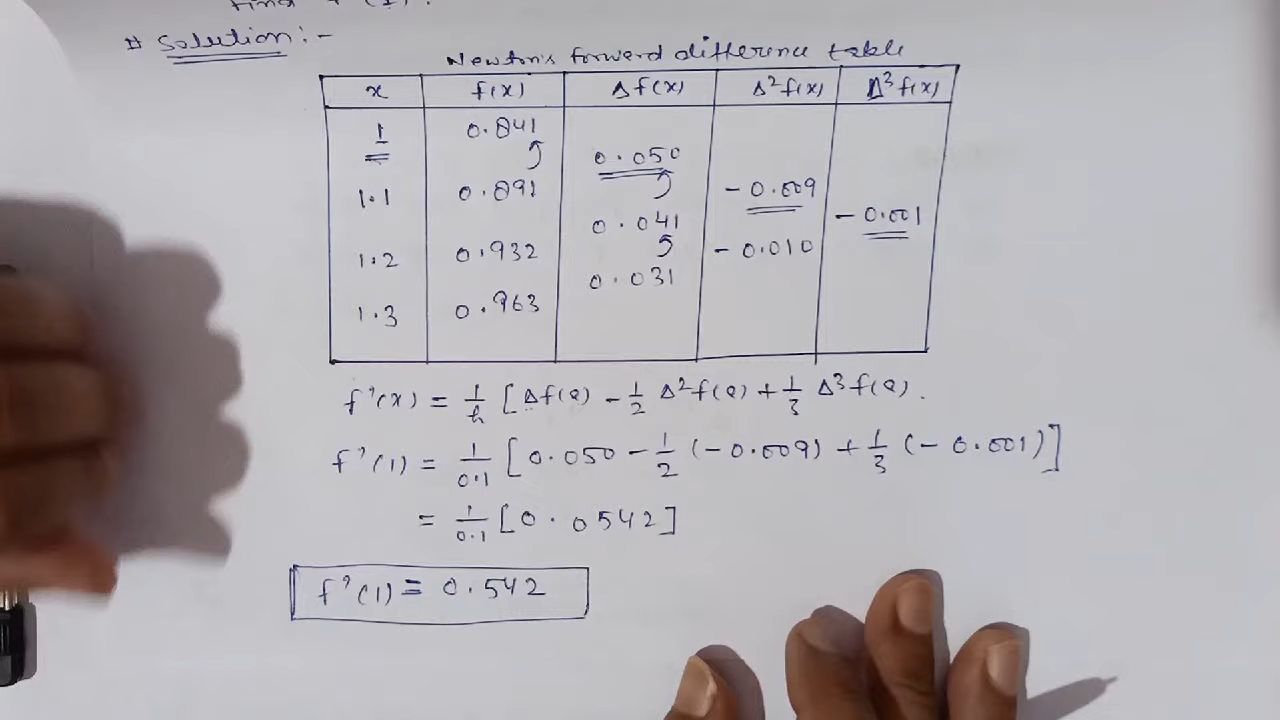 Find f'(1).
# Solution :-
Newton's forward difference table
x f(x) Δf(x) Δ²f(x) Δ³f(x)
1 0.841
0.050
1.1 0.891 -0.009
0.041 -0.001
1.2 0.932 -0.010
0.031
1.3 0.963
f'(x) = 1/h [Δf(a) - 1/2 Δ²f(a) + 1/3 Δ³f(a).
f'(1) = 1/0.1 [0.050 - 1/2 (-0.009) + 1/3 (-0.001)]
= 1/0.1 [0.0542]
f'(1) = 0.542